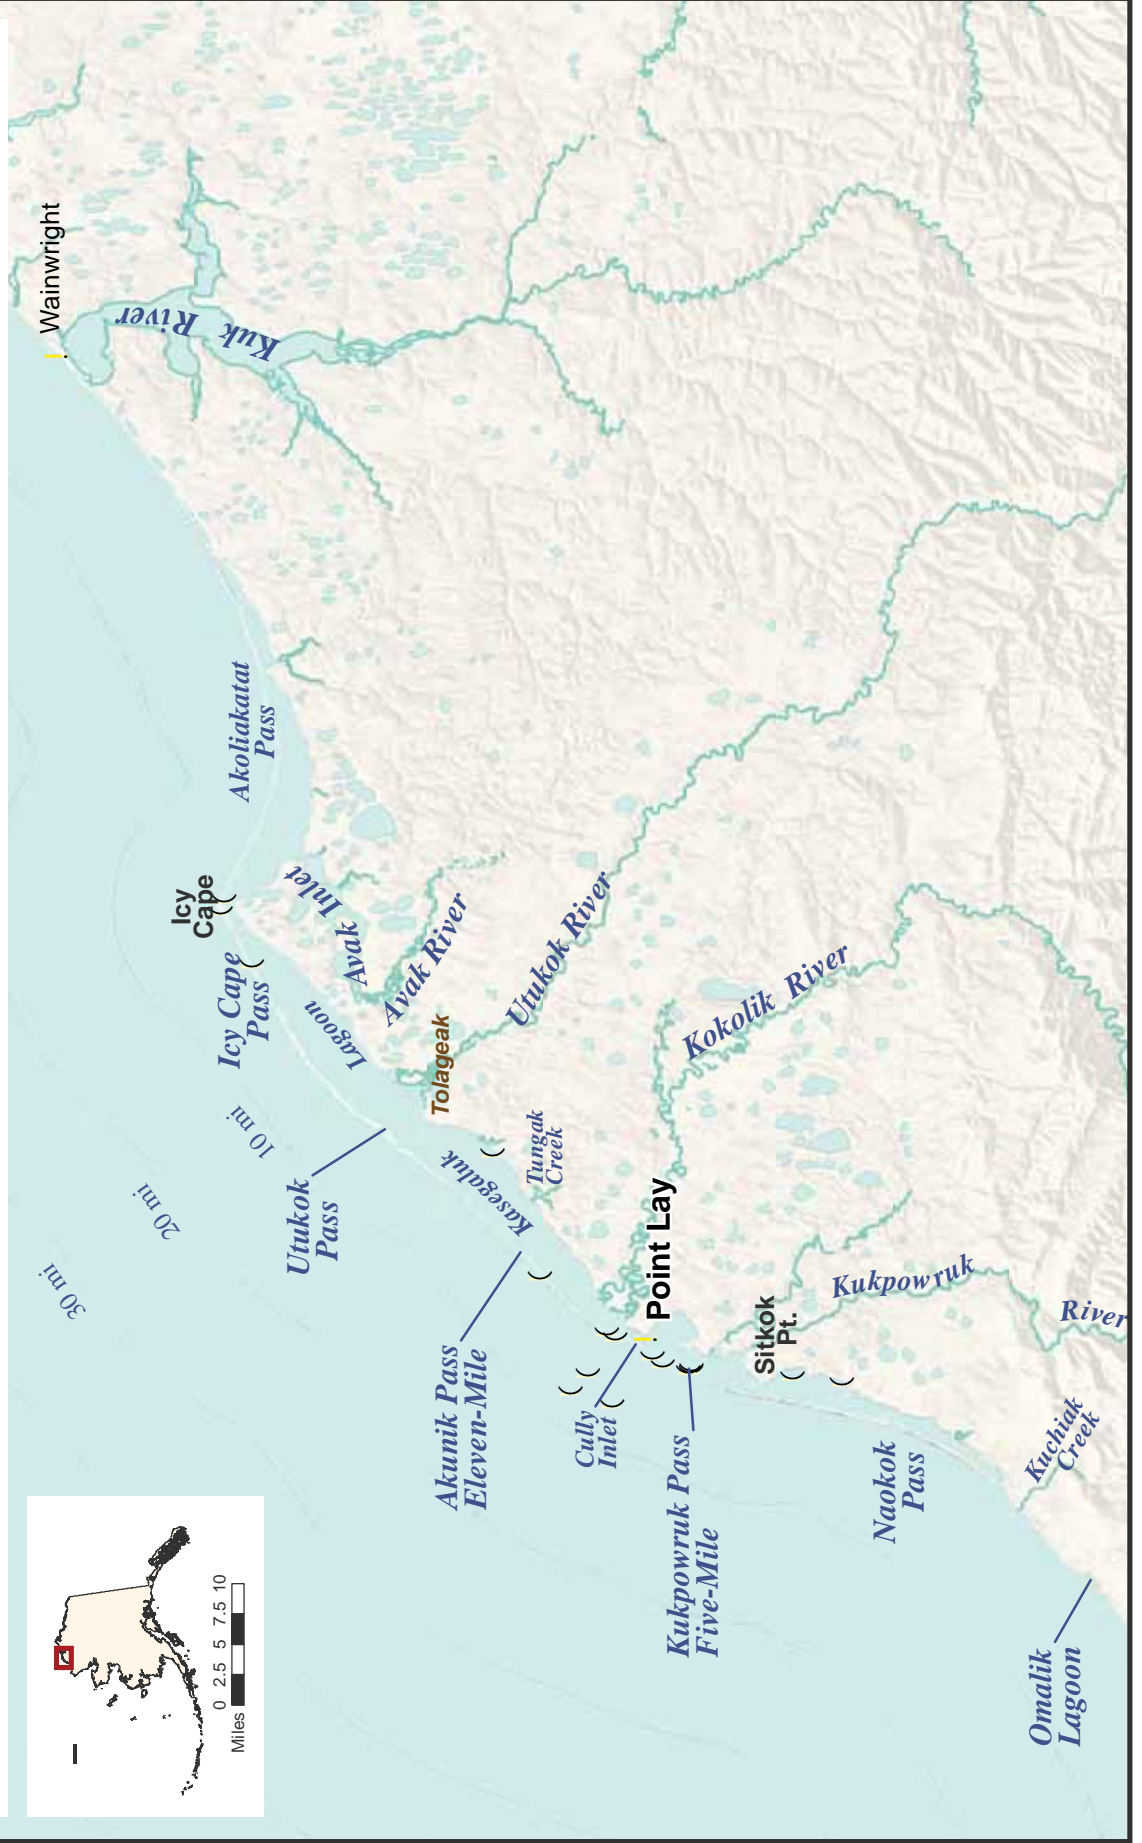 Wainwright
Kuk River
Akoliakatat
Pass
Icy
Cape
Icy Cape
Pass
Avak Inlet
Avak River
Lagoon
Tolageak
Utukok River
Kokolik River
10 mi
20 mi
30 mi
Utukok
Pass
Kasegaluk
Tungak
Creek
Point Lay
Akunik Pass
Eleven-Mile
Cully
Inlet
Kukpowruk Pass
Five-Mile
Sitkok
Pt.
Kukpowruk
River
Naokok
Pass
Kuchiak
Creek
Omalik
Lagoon
0 2.5 5 7.5 10
Miles